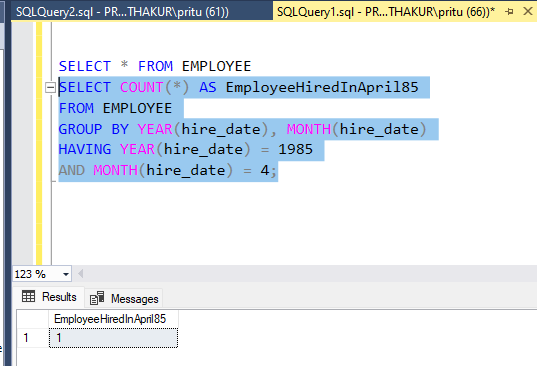 SQLQuery2.sql - PR...THAKUR\pritu (61))
SQLQuery1.sql - PR...THAKUR\pritu (66))*
SELECT * FROM EMPLOYEE
SELECT COUNT(*) AS EmployeeHiredInApril85
FROM EMPLOYEE
GROUP BY YEAR(hire_date), MONTH(hire_date)
HAVING YEAR(hire_date) = 1985
AND MONTH(hire_date) = 4;
123 %
Results
Messages
EmployeeHiredInApril85
1
1